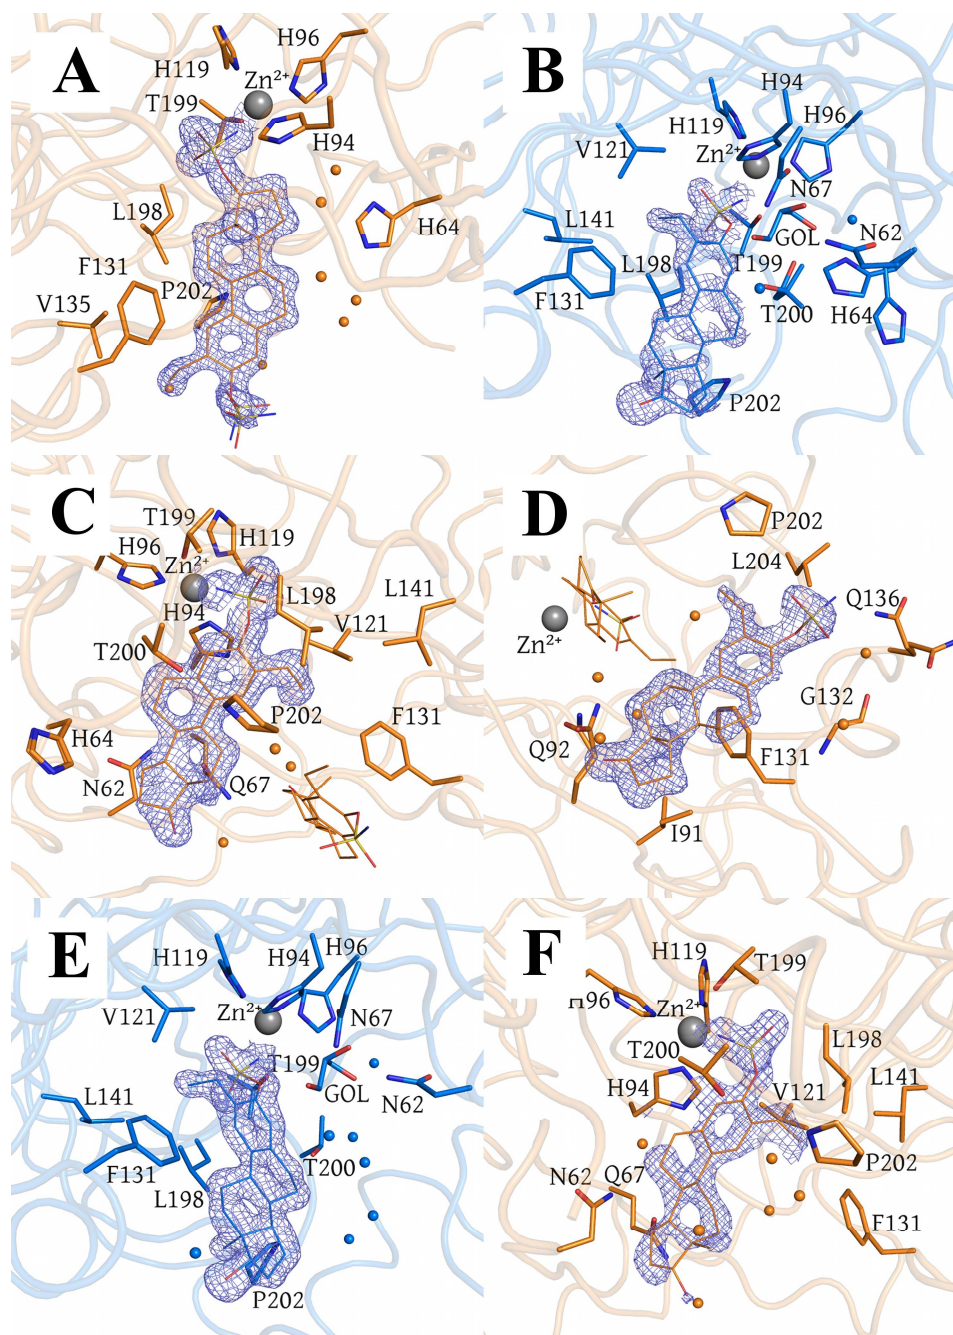 A
H96
H119
Zn²⁺
T199
H94
L198
H64
F131
P202
V135
B
H94
H119
H96
V121
Zn²⁺
N67
L141
GOL
N62
L198
T199
F131
T200
H64
P202
C
T199
H96
H119
Zn²⁺
H94
L198
L141
V121
T200
P202
F131
H64
N62
Q67
D
P202
L204
Q136
Zn²⁺
G132
Q92
F131
I91
E
H119
H94
H96
V121
Zn²⁺
N67
T199
GOL
N62
L141
F131
T200
L198
P202
F
H119
T199
H96
Zn²⁺
T200
L198
H94
V121
L141
P202
N62
Q67
F131